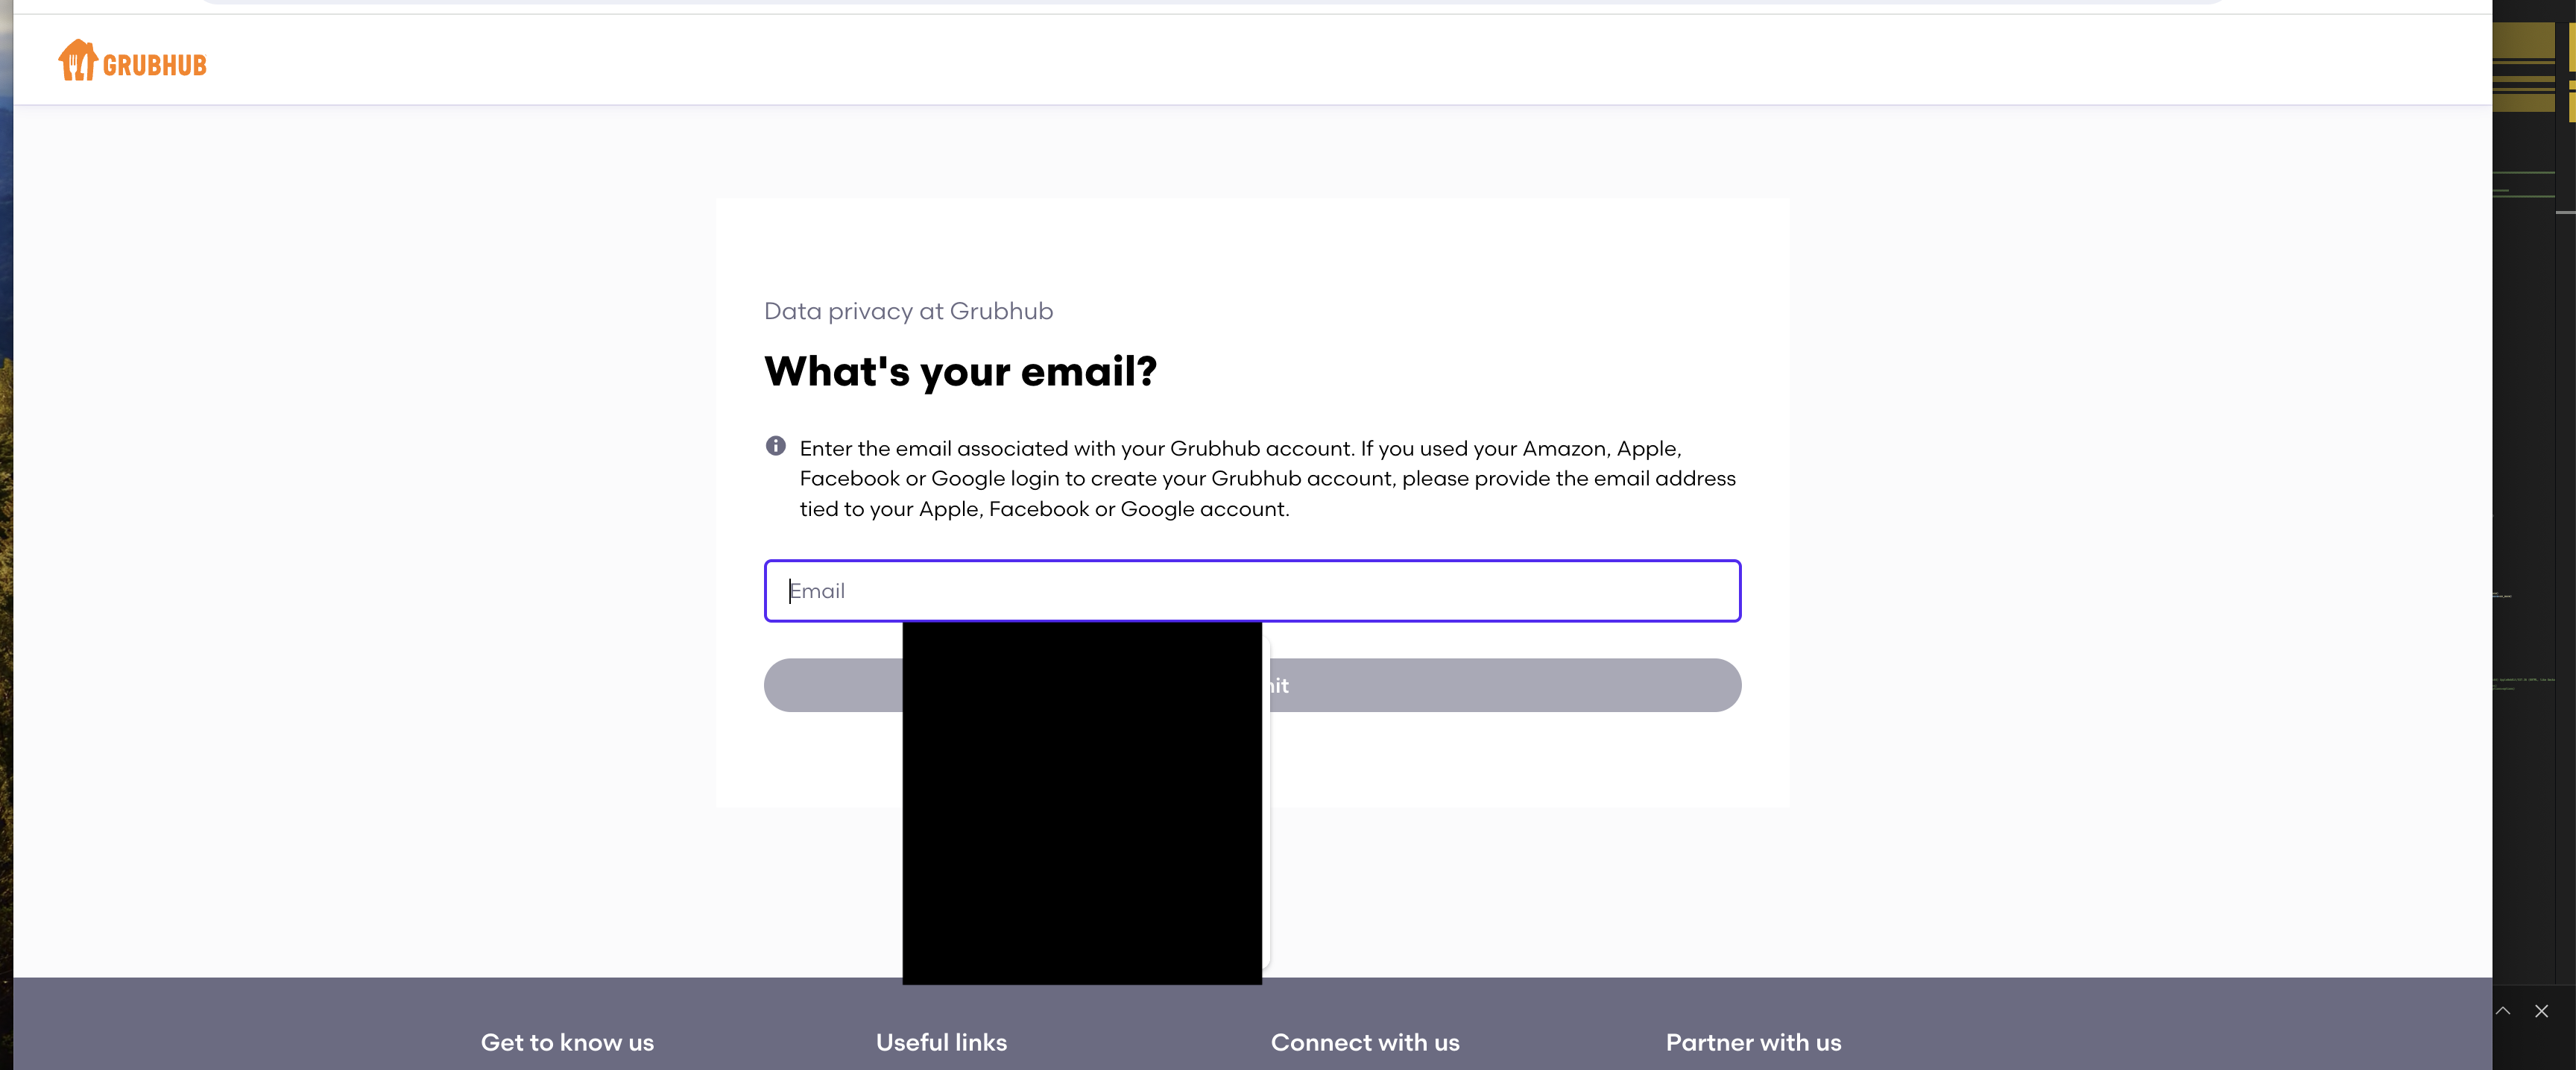 GRUBHUB
Data privacy at Grubhub
What's your email?
Enter the email associated with your Grubhub account. If you used your Amazon, Apple,
Facebook or Google login to create your Grubhub account, please provide the email address
tied to your Apple, Facebook or Google account.
Email
Get to know us
Useful links
Connect with us
Partner with us